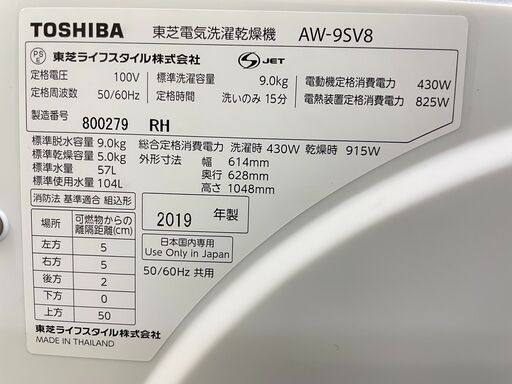 TOSHIBA 東芝電気洗濯乾燥機 AW-9SV8
PS E 東芝ライフスタイル株式会社 S JET
定格電圧 100V 標準洗濯容量 9.0kg 電動機定格消費電力 430W
定格周波数 50/60Hz 定格時間 洗いのみ 15分 電熱装置定格消費電力 825W
製造番号 800279 RH
標準脱水容量 9.0kg 総合定格消費電力 洗濯時 430W 乾燥時 915W
標準乾燥容量 5.0kg 外形寸法 幅 614mm
標準水量 57L 奥行 628mm
標準使用水量 104L 高さ 1048mm
消防法 基準適合 組込形
場所 可燃物からの離隔距離(cm)
左方 5
右方 5
後方 2
下方 0
上方 50
2019 年製
日本国内専用
Use Only in Japan
50/60Hz 共用
東芝ライフスタイル株式会社
MADE IN THAILAND